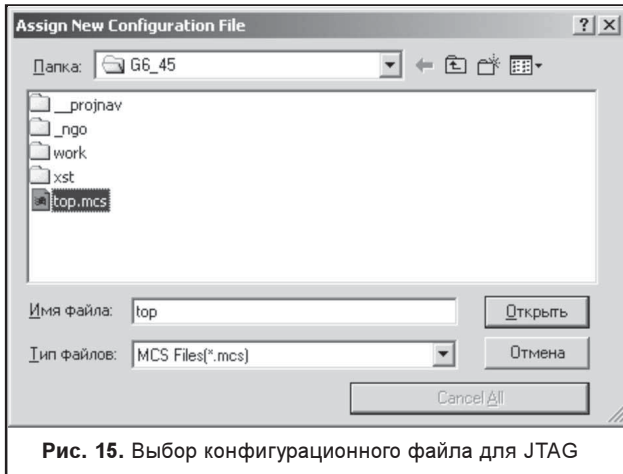 Assign New Configuration File
Папка: G6_45
__projnav
_ngo
work
xst
top.mcs
Имя файла: top Открыть
Тип файлов: MCS Files(*.mcs) Отмена
Cancel All
Рис. 15. Выбор конфигурационного файла для JTAG